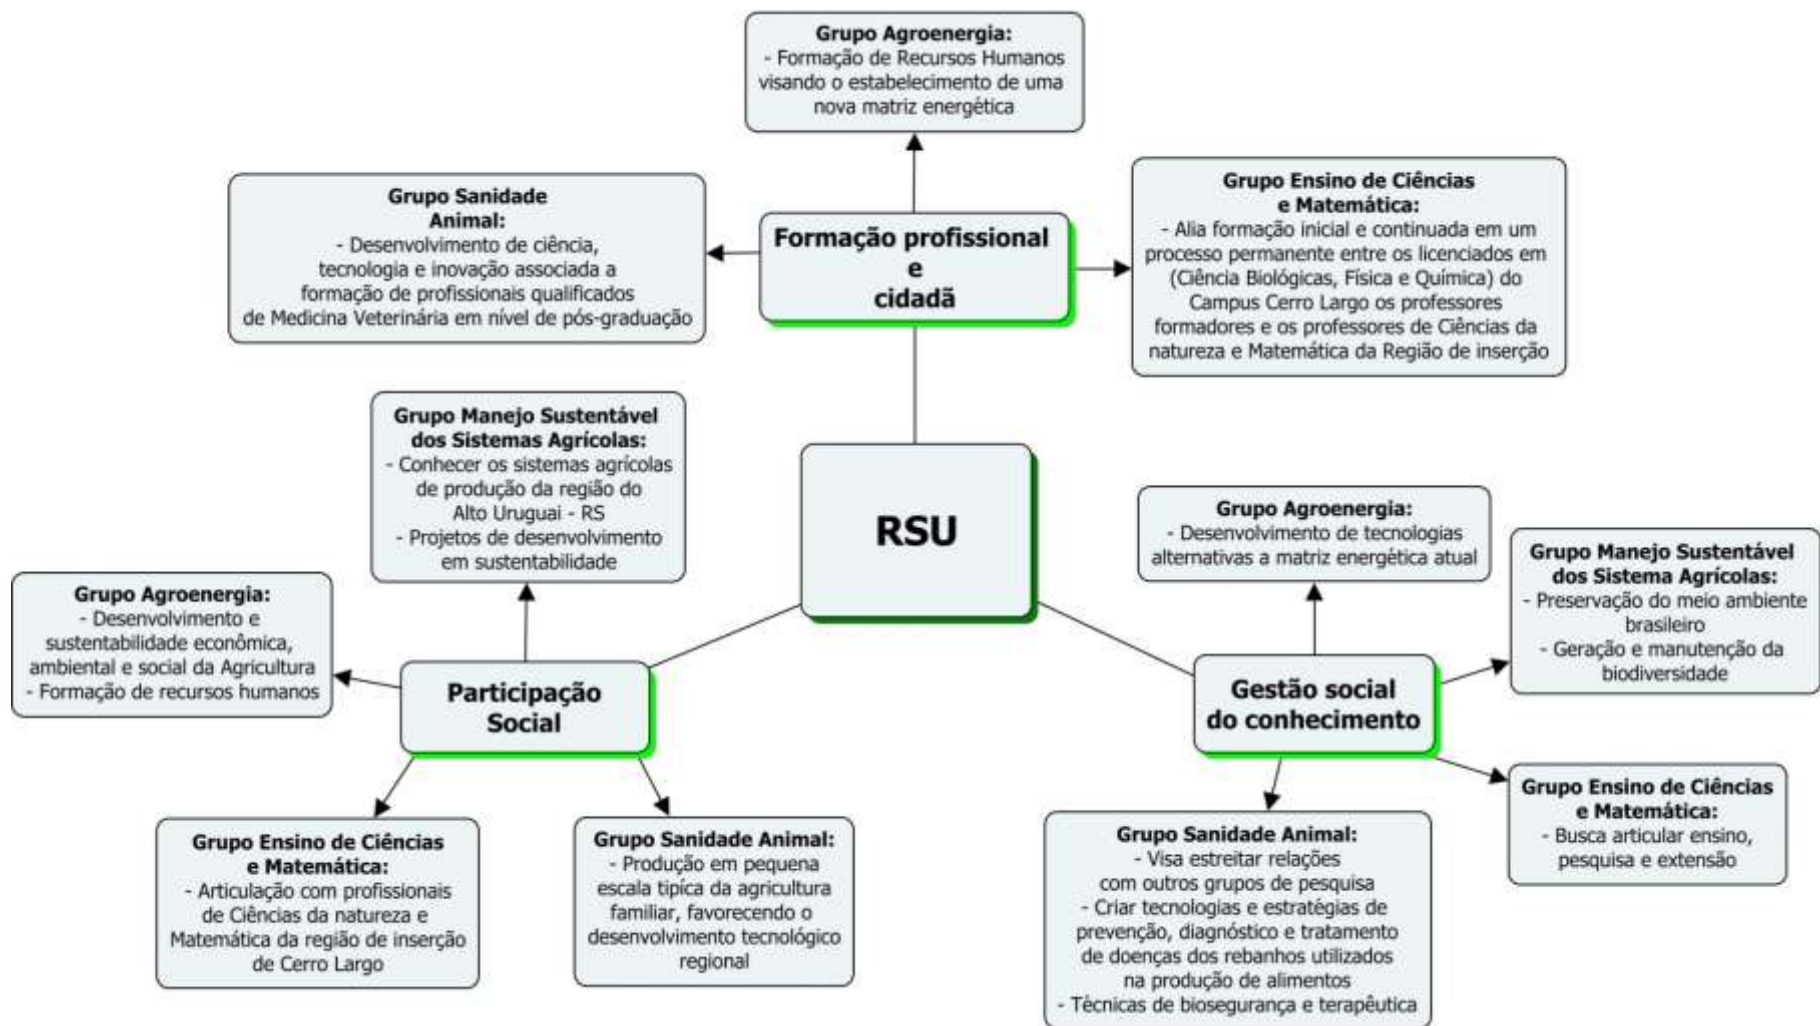 Grupo Agroenergia:
- Formação de Recursos Humanos
visando o estabelecimento de uma
nova matriz energética
Grupo Sanidade
Animal:
- Desenvolvimento de ciência,
tecnologia e inovação associada a
formação de profissionais qualificados
de Medicina Veterinária em nível de pós-graduação
Formação profissional
e
cidadã
Grupo Ensino de Ciências
e Matemática:
- Alia formação inicial e continuada em um
processo permanente entre os licenciados em
(Ciência Biológicas, Física e Química) do
Campus Cerro Largo os professores
formadores e os professores de Ciências da
natureza e Matemática da Região de inserção
Grupo Manejo Sustentável
dos Sistemas Agrícolas:
- Conhecer os sistemas agrícolas
de produção da região do
Alto Uruguai - RS
- Projetos de desenvolvimento
em sustentabilidade
RSU
Grupo Agroenergia:
- Desenvolvimento de tecnologias
alternativas a matriz energética atual
Grupo Manejo Sustentável
dos Sistema Agrícolas:
- Preservação do meio ambiente
brasileiro
- Geração e manutenção da
biodiversidade
Grupo Agroenergia:
- Desenvolvimento e
sustentabilidade econômica,
ambiental e social da Agricultura
- Formação de recursos humanos
Participação
Social
Gestão social
do conhecimento
Grupo Ensino de Ciências
e Matemática:
- Articulação com profissionais
de Ciências da natureza e
Matemática da região de inserção
de Cerro Largo
Grupo Sanidade Animal:
- Produção em pequena
escala tipíca da agricultura
familiar, favorecendo o
desenvolvimento tecnológico
regional
Grupo Sanidade Animal:
- Visa estreitar relações
com outros grupos de pesquisa
- Criar tecnologias e estratégias de
prevenção, diagnóstico e tratamento
de doenças dos rebanhos utilizados
na produção de alimentos
- Técnicas de biosegurança e terapêutica
Grupo Ensino de Ciências
e Matemática:
- Busca articular ensino,
pesquisa e extensão